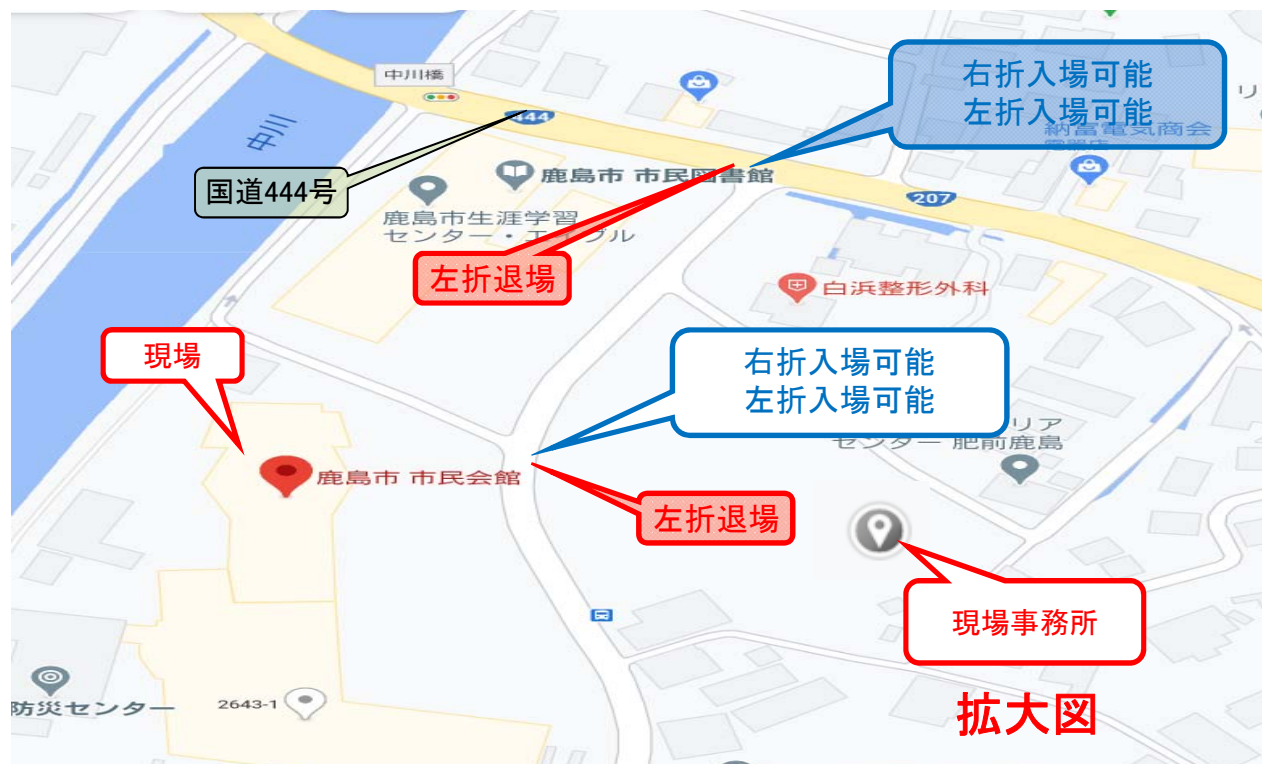 中川橋
右折入場可能
左折入場可能
リ
444
納富電気商会
中川
国道444号
鹿島市 市民図書館
207
鹿島市生涯学習
センター・エイブル
左折退場
白浜整形外科
現場
右折入場可能
左折入場可能
リア
センター 肥前鹿島
鹿島市 市民会館
左折退場
現場事務所
2643-1
防災センター
拡大図